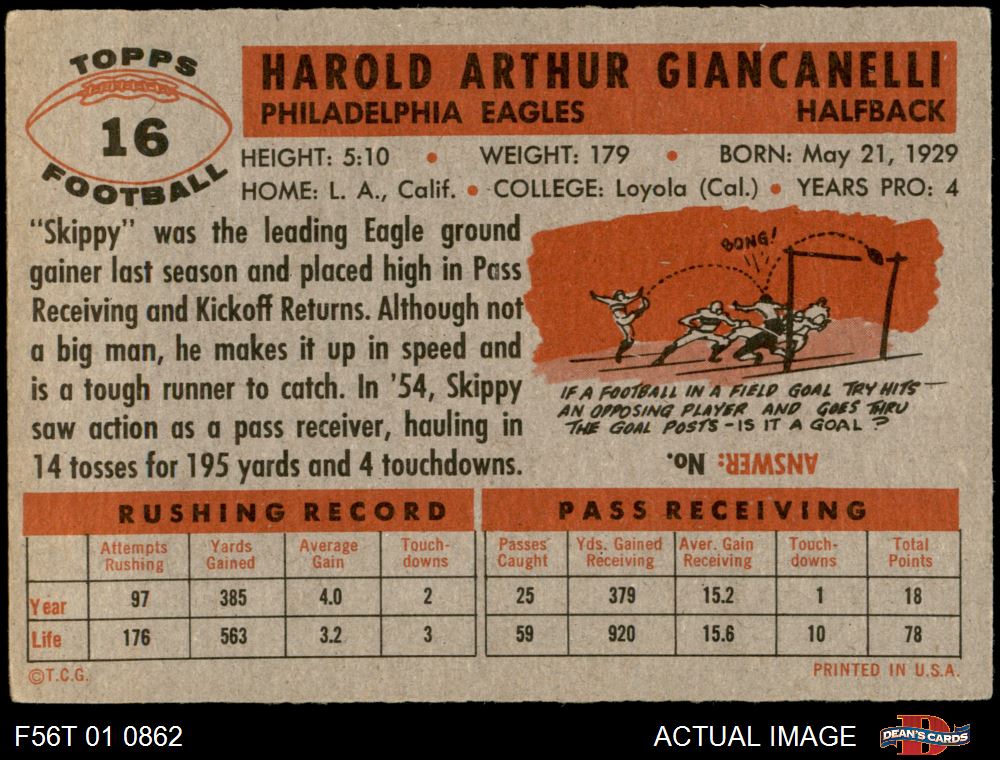 TOPPS
16
FOOTBALL
HAROLD ARTHUR GIANCANELLI
PHILADELPHIA EAGLES HALFBACK
HEIGHT: 5:10 • WEIGHT: 179 • BORN: May 21, 1929
HOME: L. A., Calif. • COLLEGE: Loyola (Cal.) • YEARS PRO: 4
"Skippy" was the leading Eagle ground
gainer last season and placed high in Pass
Receiving and Kickoff Returns. Although not
a big man, he makes it up in speed and
is a tough runner to catch. In '54, Skippy
saw action as a pass receiver, hauling in
14 tosses for 195 yards and 4 touchdowns.
BONG!
IF A FOOTBALL IN A FIELD GOAL TRY HITS
AN OPPOSING PLAYER AND GOES THRU
THE GOAL POSTS - IS IT A GOAL?
ANSWER: No.
RUSHING RECORD PASS RECEIVING
Attempts Yards Average Touch- Passes Yds. Gained Aver. Gain Touch- Total
Rushing Gained Gain downs Caught Receiving Receiving downs Points
Year 97 385 4.0 2 25 379 15.2 1 18
Life 176 563 3.2 3 59 920 15.6 10 78
©T.C.G. PRINTED IN U.S.A.
F56T 01 0862 ACTUAL IMAGE DEAN'S CARDS